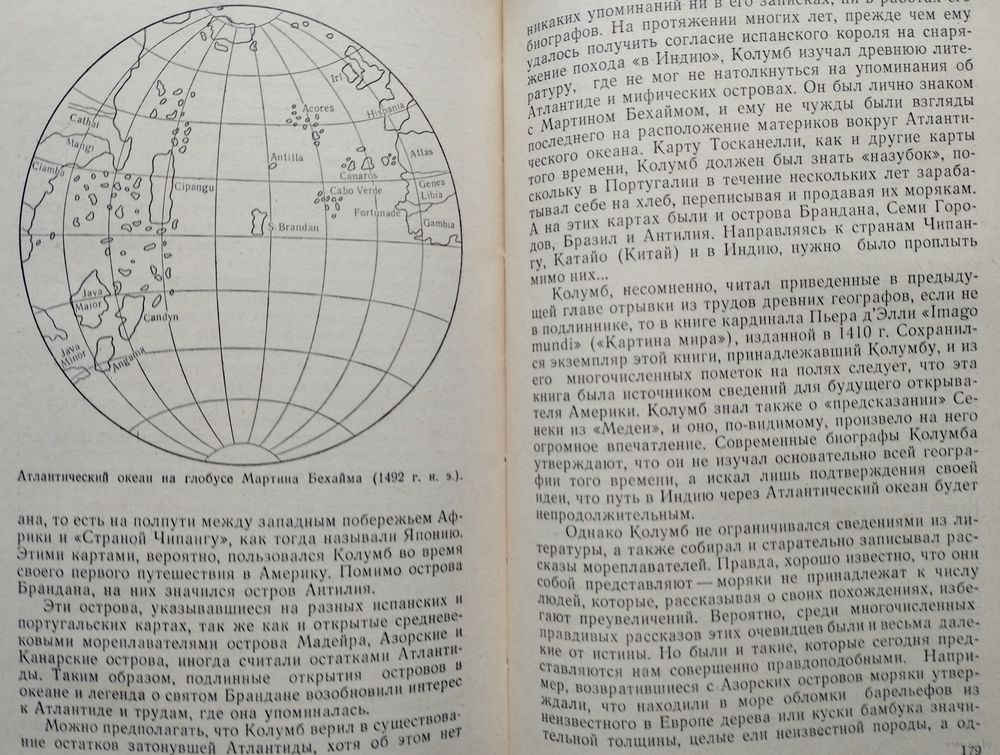 Irl
Açores
Hispania
Cathai
Mangi
Ciamba
Antilla
Atlas
Canaros
Cipangu
Cabo Verde
Genea
Libia
Fortunade
S. Brandan
Gambia
Java
Maior
Candyn
Java
Minor
Angama
Атлантический океан на глобусе Мартина Бехайма (1492 г. н. э.).
ана, то есть на полпути между западным побережьем Аф-
рики и «Страной Чипангу», как тогда называли Японию.
Этими картами, вероятно, пользовался Колумб во время
своего первого путешествия в Америку. Помимо острова
Брандана, на них значился остров Антилия.
Эти острова, указывавшиеся на разных испанских и
португальских картах, так же как и открытые средневе-
ковыми мореплавателями острова Мадейра, Азорские и
Канарские острова, иногда считали остатками Атланти-
ды. Таким образом, подлинные открытия островов в
океане и легенда о святом Брандане возобновили интерес
к Атлантиде и трудам, где она упоминалась.
Можно предполагать, что Колумб верил в существова-
ние остатков затонувшей Атлантиды, хотя об этом нет
никаких упоминаний ни в его записках, ни в работах его
биографов. На протяжении многих лет, прежде чем ему
удалось получить согласие испанского короля на снаря-
жение похода «в Индию», Колумб изучал древнюю лите-
ратуру, где не мог не натолкнуться на упоминания об
Атлантиде и мифических островах. Он был лично знаком
с Мартином Бехаймом, и ему не чужды были взгляды
последнего на расположение материков вокруг Атланти-
ческого океана. Карту Тосканелли, как и другие карты
того времени, Колумб должен был знать «назубок», по-
скольку в Португалии в течение нескольких лет зараба-
тывал себе на хлеб, переписывая и продавая их морякам.
А на этих картах были и острова Брандана, Семи Горо-
дов, Бразил и Антилия. Направляясь к странам Чипан-
гу, Катайо (Китай) и в Индию, нужно было проплыть
мимо них...
Колумб, несомненно, читал приведенные в предыду-
щей главе отрывки из трудов древних географов, если не
в подлиннике, то в книге кардинала Пьера д'Элли «Imago
mundi» («Картина мира»), изданной в 1410 г. Сохранил-
ся экземпляр этой книги, принадлежавший Колумбу, и из
его многочисленных пометок на полях следует, что эта
книга была источником сведений для будущего открыва-
теля Америки. Колумб знал также о «предсказании» Се-
неки из «Медеи», и оно, по-видимому, произвело на него
огромное впечатление. Современные биографы Колумба
утверждают, что он не изучал основательно всей геогра-
фии того времени, а искал лишь подтверждения своей
идеи, что путь в Индию через Атлантический океан будет
непродолжительным.
Однако Колумб не ограничивался сведениями из ли-
тературы, а также собирал и старательно записывал рас-
сказы мореплавателей. Правда, хорошо известно, что они
собой представляют — моряки не принадлежат к числу
людей, которые, рассказывая о своих похождениях, избе-
гают преувеличений. Вероятно, среди многочисленных
правдивых рассказов этих очевидцев были и весьма дале-
кие от истины. Но были и такие, которые сегодня пред-
ставляются нам совершенно правдоподобными. Напри-
мер, возвратившиеся с Азорских островов моряки утвер-
ждали, что находили в море обломки барельефов из
неизвестного в Европе дерева или куски бамбука значи-
тельной толщины, целые ели неизвестной породы, а од-
179